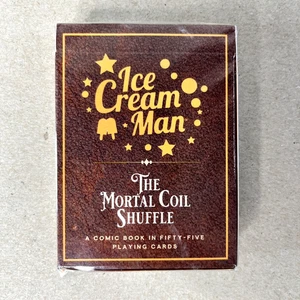 Ice
Cream
Man
THE
MORTAL COIL
SHUFFLE
A COMIC BOOK IN FIFTY-FIVE
PLAYING CARDS